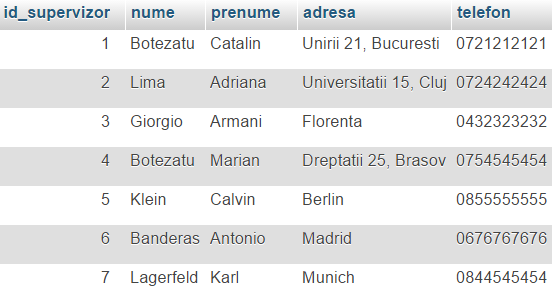 id_supervizor nume prenume adresa telefon
1 Botezatu Catalin Unirii 21, Bucuresti 0721212121
2 Lima Adriana Universitatii 15, Cluj 0724242424
3 Giorgio Armani Florenta 0432323232
4 Botezatu Marian Dreptatii 25, Brasov 0754545454
5 Klein Calvin Berlin 0855555555
6 Banderas Antonio Madrid 0676767676
7 Lagerfeld Karl Munich 0844545454